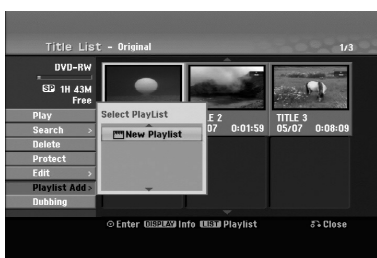 Title List - Original 1/3
DVD-RW
SP 1H 43M
Free
Play
Search >
Delete
Protect
Edit >
Playlist Add >
Dubbing
Select PlayList
New Playlist
E 2
07 0:01:59
TITLE 3
05/07 0:08:09
Enter DISPLAY Info LIST Playlist Close